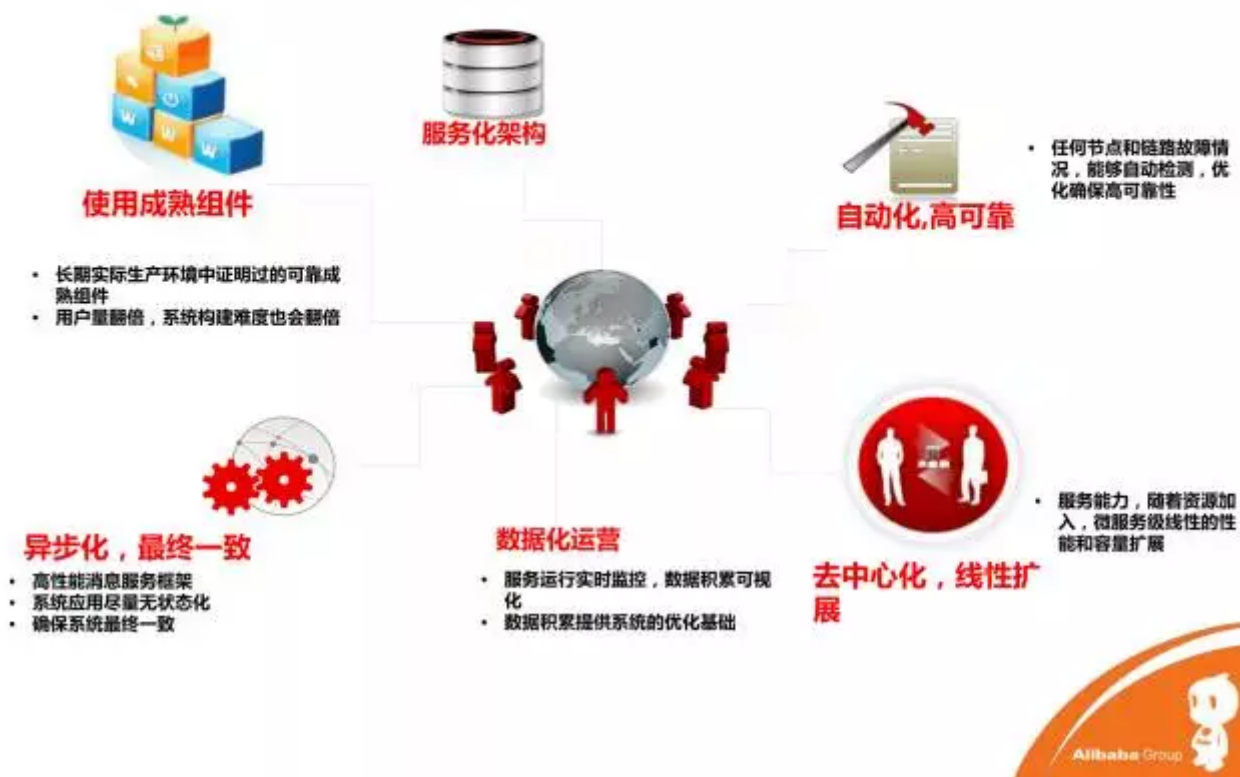 服务化架构
使用成熟组件
• 长期实际生产环境中证明过的可靠成
熟组件
• 用户量翻倍，系统构建难度也会翻倍
自动化,高可靠
• 任何节点和链路故障情
况，能够自动检测，优
化确保高可靠性
异步化，最终一致
• 高性能消息服务框架
• 系统应用尽量无状态化
• 确保系统最终一致
数据化运营
• 服务运行实时监控，数据积累可视
化
• 数据积累提供系统的优化基础
去中心化，线性扩
展
• 服务能力，随着资源加
入，微服务级线性的性
能和容量扩展
W
W
W
Alibaba Group